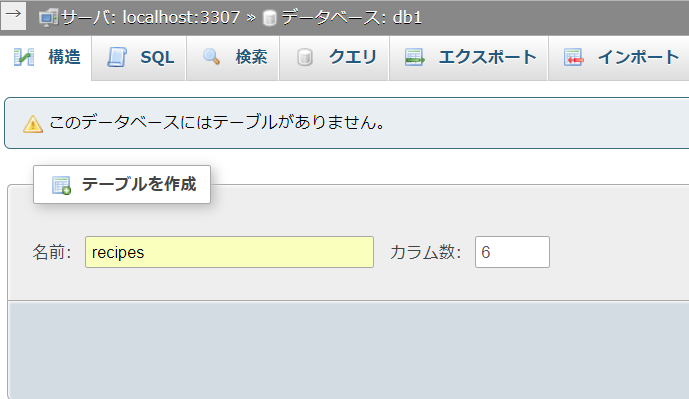 → サーバ: localhost:3307 » データベース: db1
構造 SQL 検索 クエリ エクスポート インポート
このデータベースにはテーブルがありません。
テーブルを作成
名前: recipes カラム数: 6